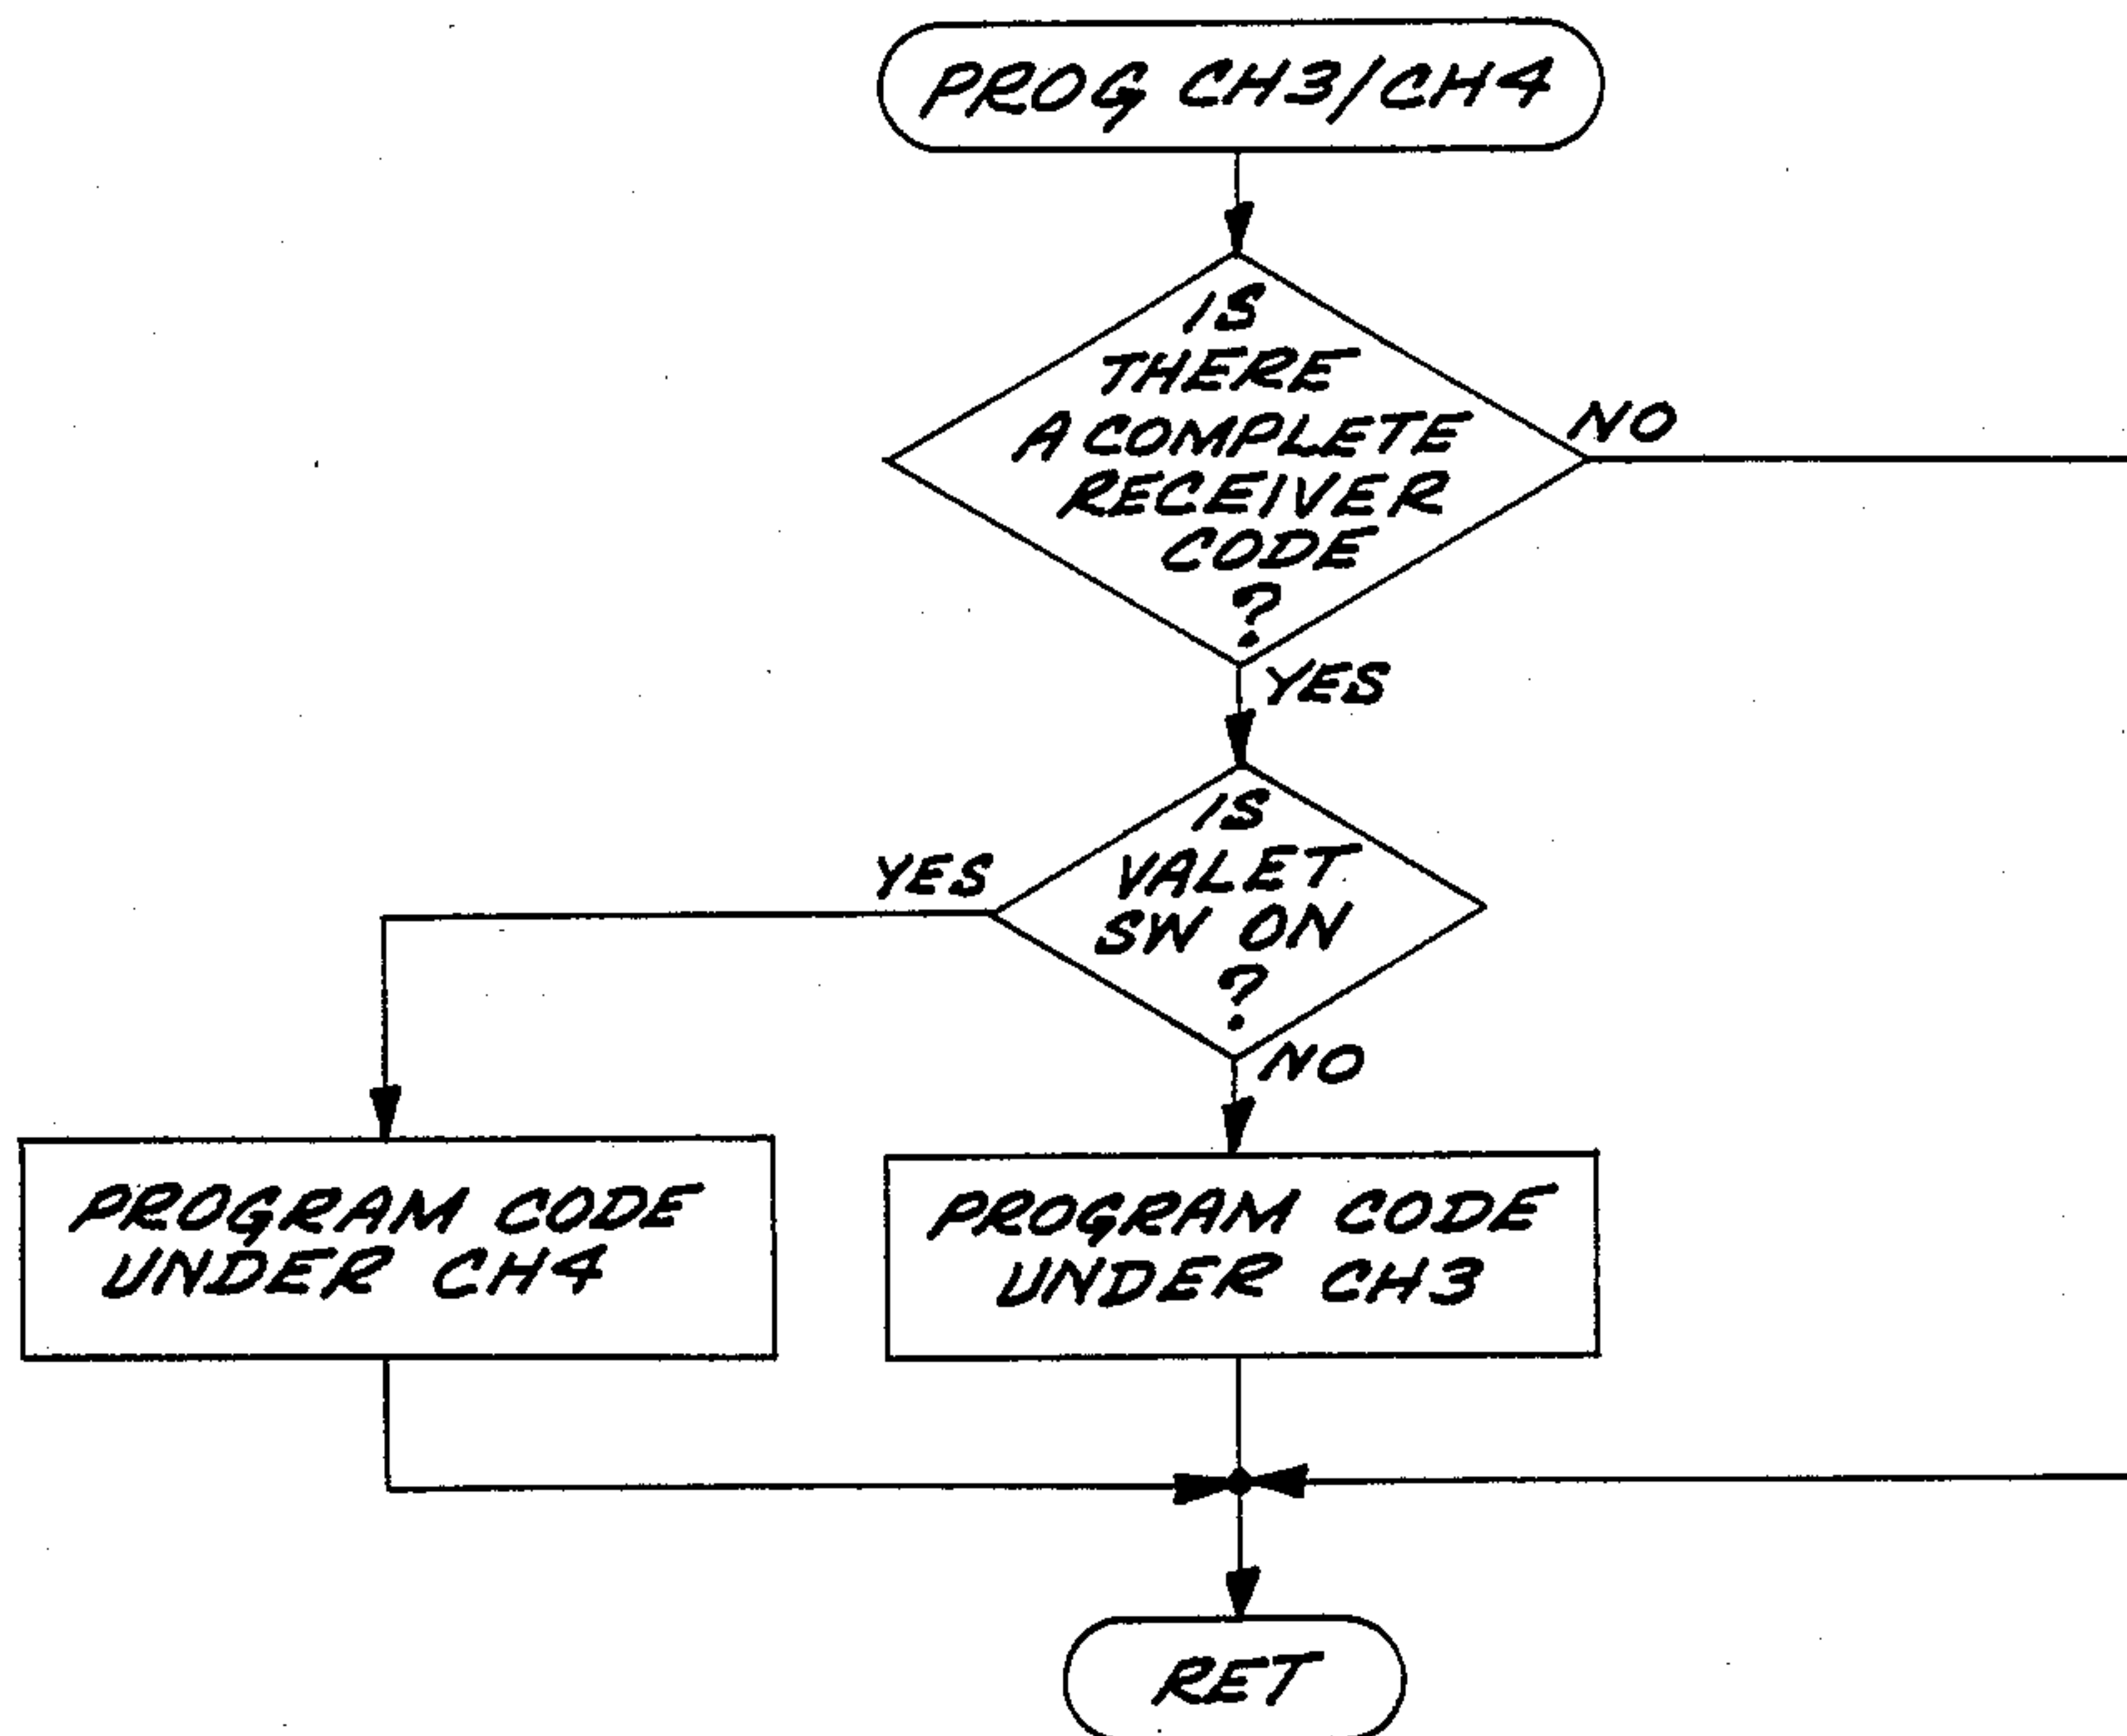 PROG CH3/CH4
IS
THERE
A COMPLETE
RECEIVER
CODE
?
NO
YES
IS
VALET
SW ON
?
YES
NO
PROGRAM CODE
UNDER CH4
PROGRAM CODE
UNDER CH3
RET